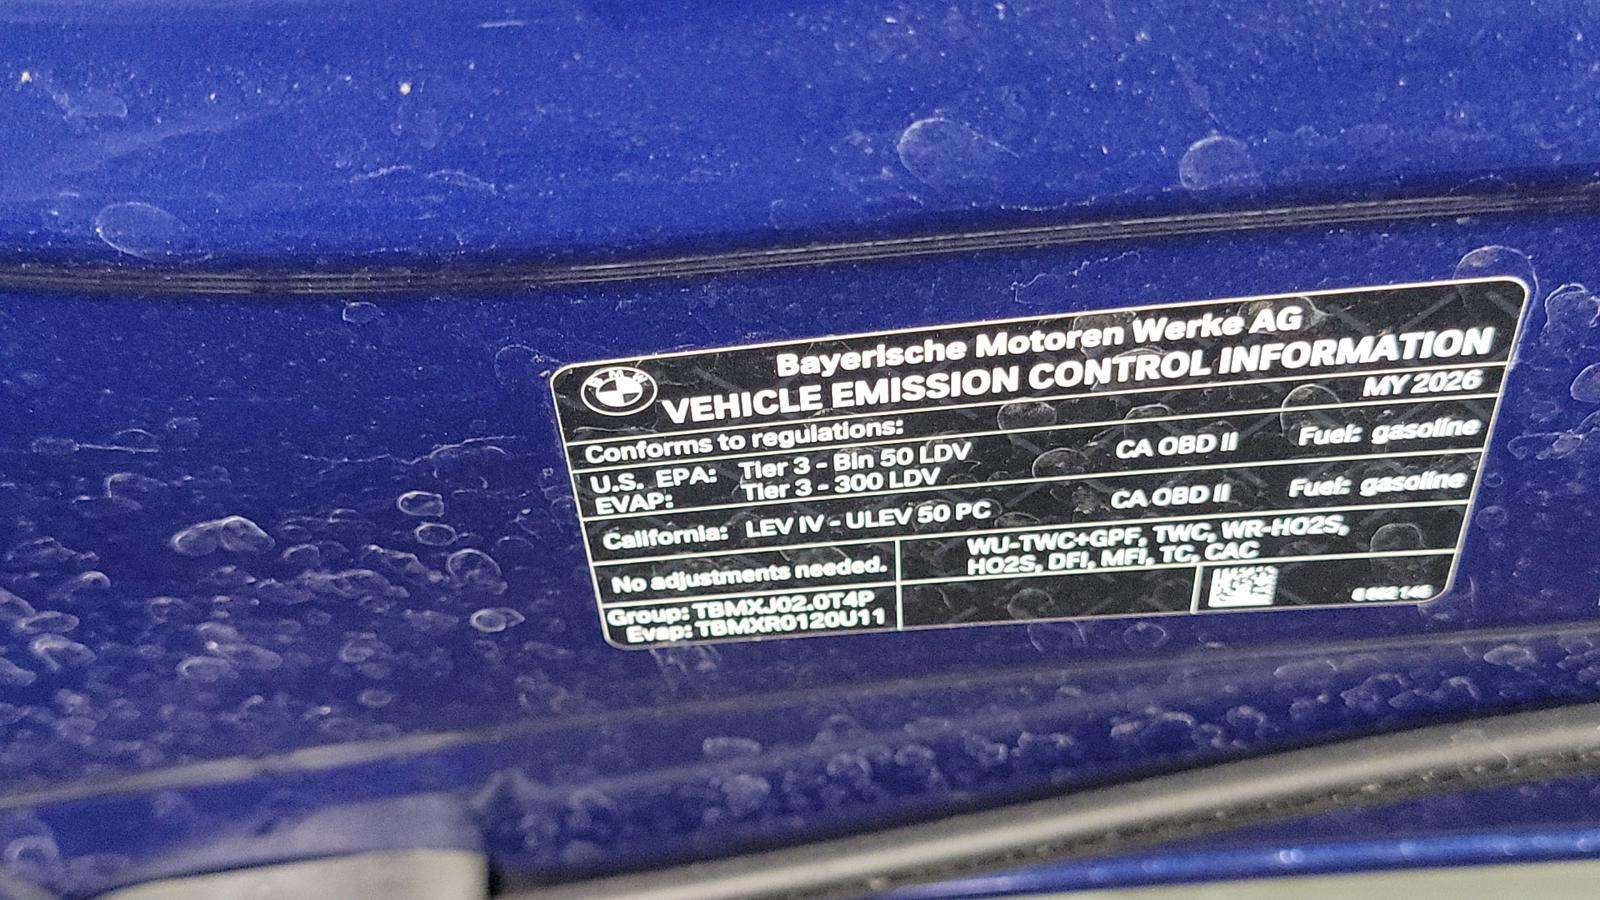 BMW
Bayerische Motoren Werke AG
VEHICLE EMISSION CONTROL INFORMATION
MY 2026
Conforms to regulations:
U.S. EPA: Tier 3 - Bin 50 LDV CA OBD II Fuel: gasoline
EVAP: Tier 3 - 300 LDV
California: LEV IV - ULEV 50 PC CA OBD II Fuel: gasoline
No adjustments needed.
WU-TWC+GPF, TWC, WR-HO2S,
HO2S, DFI, MFI, TC, CAC
Group: TBMXJ02.0T4P
Evap: TBMXR0120U11